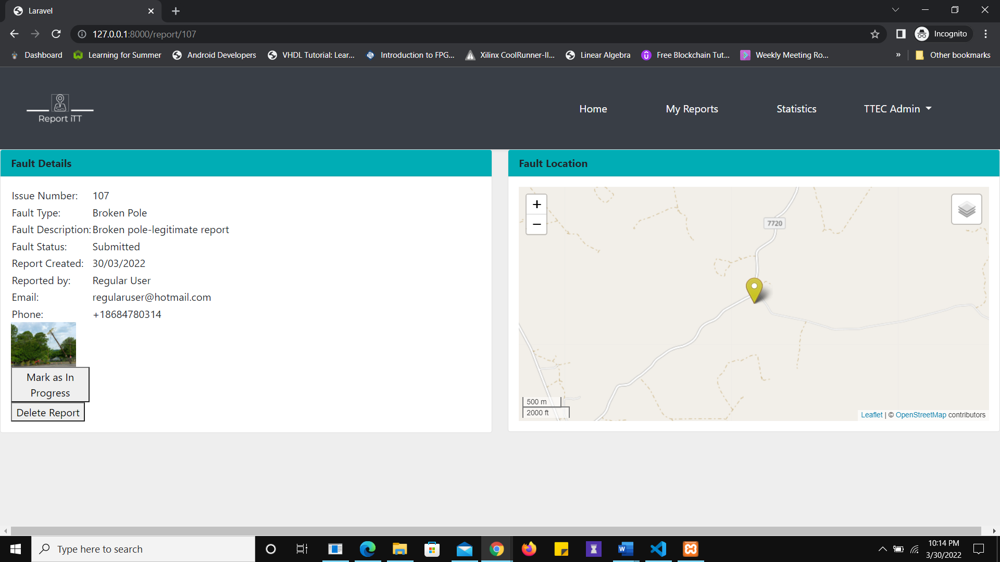 Laravel
127.0.0.1:8000/report/107
Incognito
Dashboard
Learning for Summer
Android Developers
VHDL Tutorial: Lear...
Introduction to FPG...
Xilinx CoolRunner-II...
Linear Algebra
Free Blockchain Tut...
Weekly Meeting Ro...
»
Other bookmarks
Report iTT
Home
My Reports
Statistics
TTEC Admin
Fault Details
Issue Number: 107
Fault Type: Broken Pole
Fault Description: Broken pole-legitimate report
Fault Status: Submitted
Report Created: 30/03/2022
Reported by: Regular User
Email: regularuser@hotmail.com
Phone: +18684780314
Mark as In
Progress
Delete Report
Fault Location
+
−
7720
500 m
2000 ft
Leaflet | © OpenStreetMap contributors
Type here to search
10:14 PM
3/30/2022